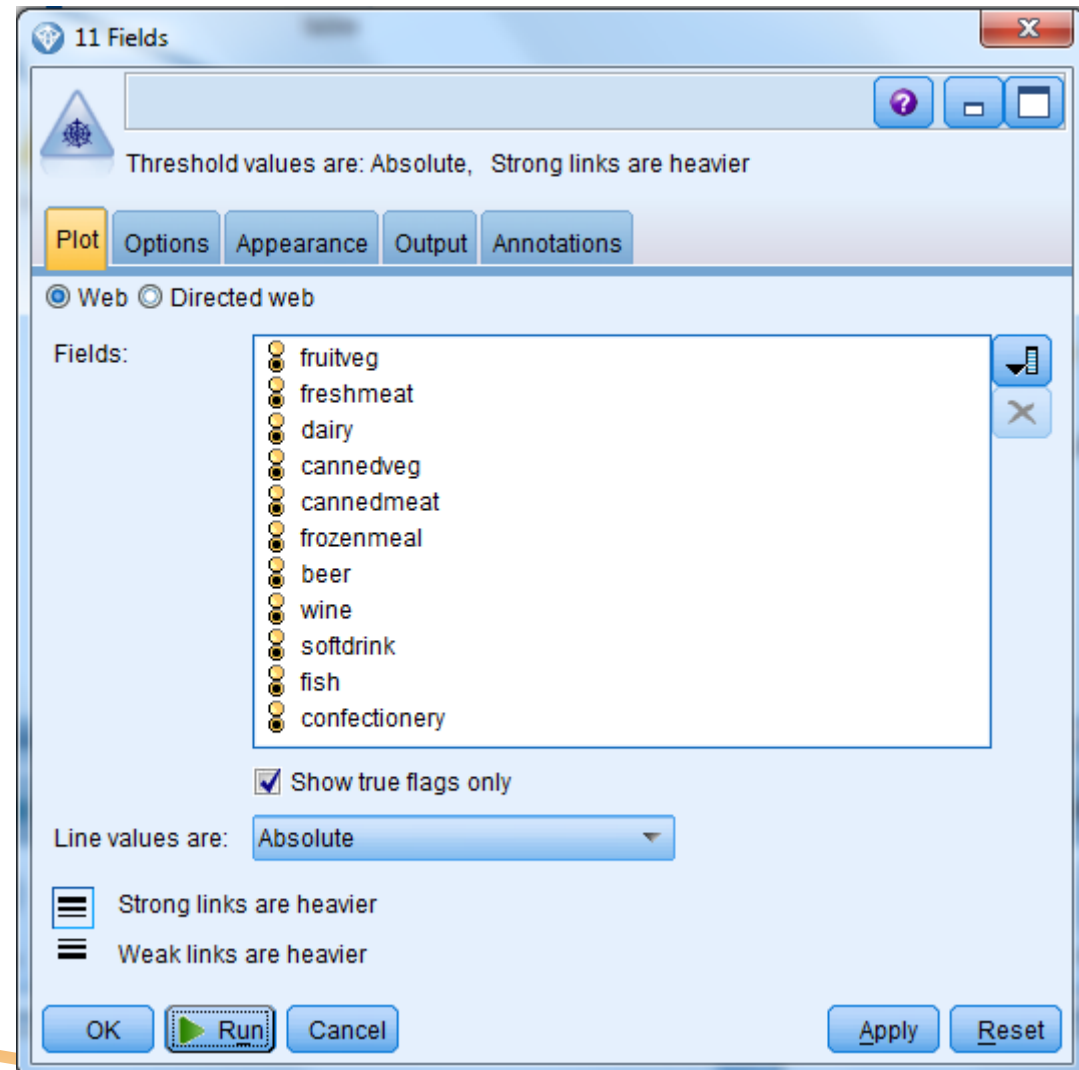 11 Fields
Threshold values are: Absolute, Strong links are heavier
Plot Options Appearance Output Annotations
Web Directed web
Fields:
fruitveg
freshmeat
dairy
cannedveg
cannedmeat
frozenmeal
beer
wine
softdrink
fish
confectionery
Show true flags only
Line values are: Absolute
Strong links are heavier
Weak links are heavier
OK Run Cancel Apply Reset